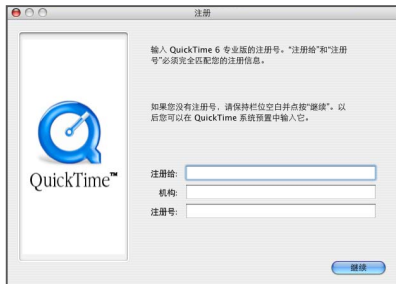 注册
输入 QuickTime 6 专业版的注册号。“注册给”和“注册
号”必须完全匹配您的注册信息。
如果您没有注册号，请保持栏位空白并点按“继续”。以
后您可以在 QuickTime 系统预置中输入它。
QuickTime™
注册给:
机构:
注册号:
继续